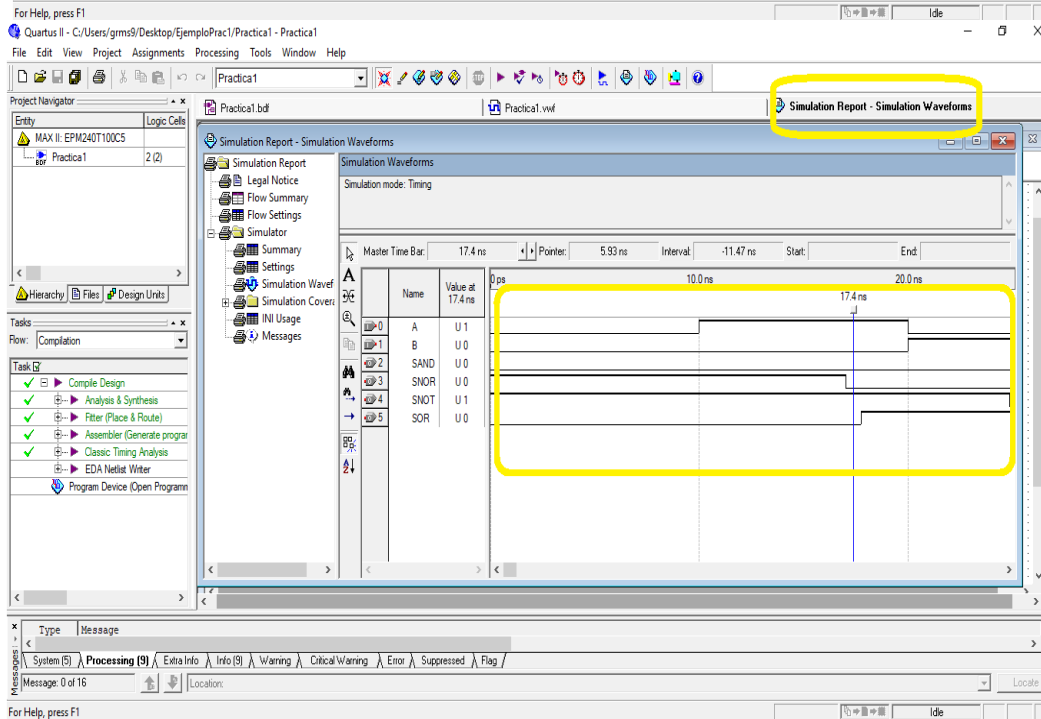 For Help, press F1
Idle
Quartus II - C:/Users/grms9/Desktop/EjemploPrac1/Practica1 - Practica1
File Edit View Project Assignments Processing Tools Window Help
Practica1
Project Navigator
Practica1.bdf
Practica1.vwf
Simulation Report - Simulation Waveforms
Entity
Logic Cells
MAX II: EPM240T100C5
Practica1
2 (2)
Hierarchy
Files
Design Units
Tasks
Flow:
Compilation
Task
Compile Design
Analysis & Synthesis
Fitter (Place & Route)
Assembler (Generate program
Classic Timing Analysis
EDA Netlist Writer
Program Device (Open Programm
Simulation Report - Simulation Waveforms
Simulation Report
Legal Notice
Flow Summary
Flow Settings
Simulator
Summary
Settings
Simulation Wavef
Simulation Covera
INI Usage
Messages
Simulation Waveforms
Simulation mode: Timing
Master Time Bar:
17.4 ns
Pointer:
5.93 ns
Interval:
-11.47 ns
Start:
End:
Name
Value at
17.4 ns
0 ps
10.0 ns
20.0 ns
17.4 ns
0 A U 1
1 B U 0
2 SAND U 0
3 SNOR U 0
4 SNOT U 1
5 SOR U 0
Type
Message
System (5)
Processing (9)
Extra Info
Info (9)
Warning
Critical Warning
Error
Suppressed
Flag
Messages
Message: 0 of 16
Location:
Locate
For Help, press F1
Idle